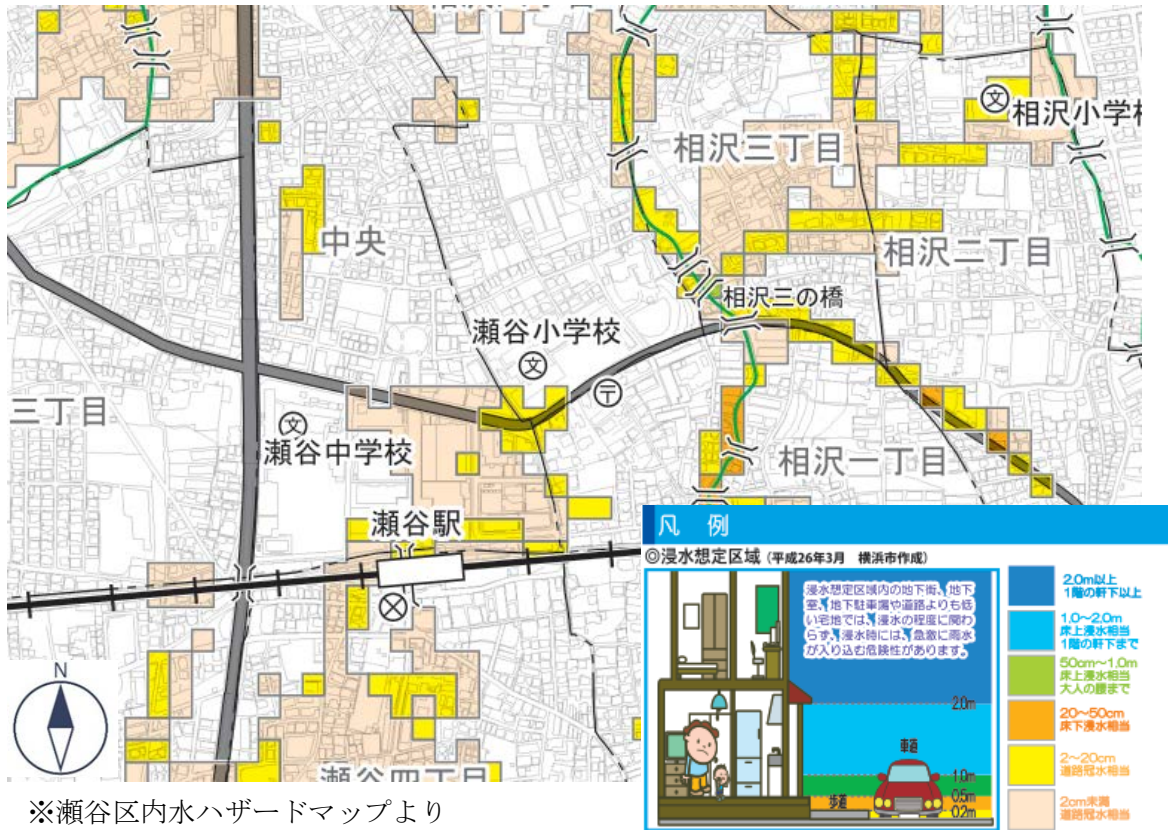 相沢三丁目
中央
相沢小学校
相沢二丁目
相沢三の橋
瀬谷小学校
文
〒
三丁目
文
瀬谷中学校
相沢一丁目
瀬谷駅
瀬谷四丁目
N
※瀬谷区内水ハザードマップより
凡 例
◎浸水想定区域 (平成26年3月 横浜市作成)
浸水想定区域内の地下街、地下
室、地下駐車場や道路よりも低
い宅地では、浸水の程度に関わ
らず、浸水時には、急激に雨水
が入り込む危険性があります。
2.0m
車道
1.0m
0.5m
歩道
0.2m
2.0m以上
1階の軒下以上
1.0～2.0m
床上浸水相当
1階の軒下まで
50cm～1.0m
床上浸水相当
大人の腰まで
20～50cm
床下浸水相当
2～20cm
道路冠水相当
2cm未満
道路冠水相当